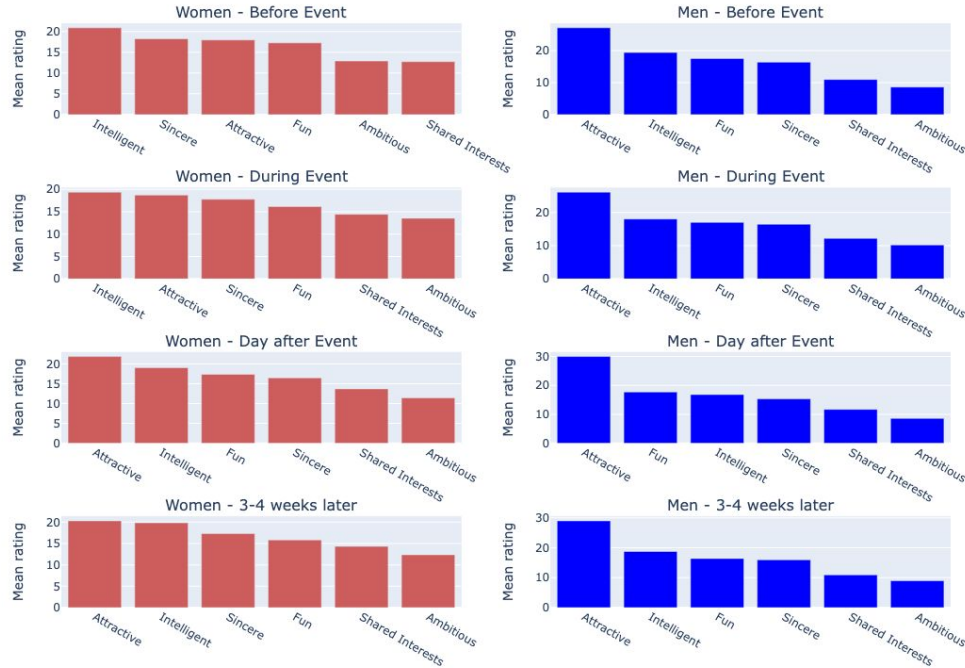 Women - Before Event
Mean rating
20
15
10
5
0
Intelligent
Sincere
Attractive
Fun
Ambitious
Shared Interests
Men - Before Event
Mean rating
20
10
0
Attractive
Intelligent
Fun
Sincere
Shared Interests
Ambitious
Women - During Event
Mean rating
20
15
10
5
0
Intelligent
Attractive
Sincere
Fun
Shared Interests
Ambitious
Men - During Event
Mean rating
20
10
0
Attractive
Intelligent
Fun
Sincere
Shared Interests
Ambitious
Women - Day after Event
Mean rating
20
15
10
5
0
Attractive
Intelligent
Fun
Sincere
Shared Interests
Ambitious
Men - Day after Event
Mean rating
30
20
10
0
Attractive
Fun
Intelligent
Sincere
Shared Interests
Ambitious
Women - 3-4 weeks later
Mean rating
20
15
10
5
0
Attractive
Intelligent
Sincere
Fun
Shared Interests
Ambitious
Men - 3-4 weeks later
Mean rating
30
20
10
0
Attractive
Intelligent
Fun
Sincere
Shared Interests
Ambitious